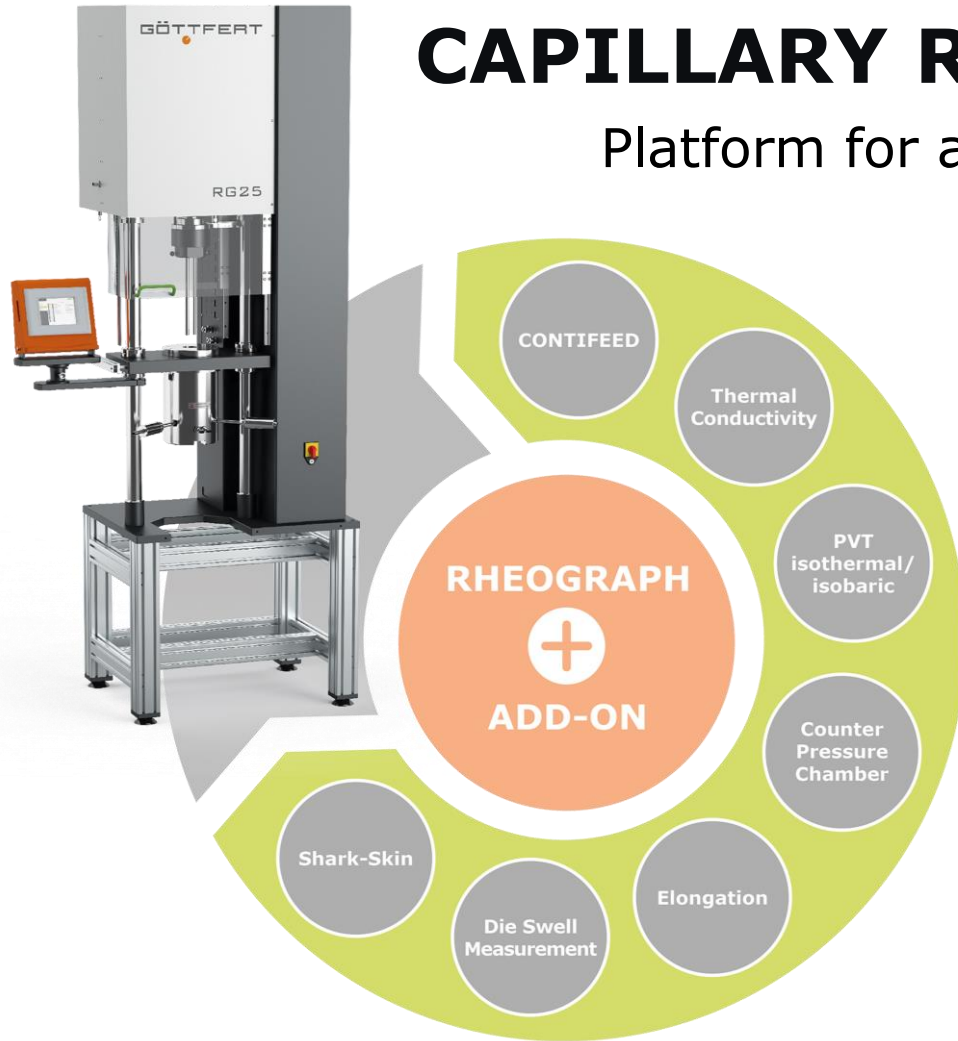 GÖTTFERT
RG25
CAPILLARY R
Platform for a
CONTIFEED
Thermal
Conductivity
PVT
isothermal/
isobaric
Counter
Pressure
Chamber
Elongation
Die Swell
Measurement
Shark-Skin
RHEOGRAPH
+
ADD-ON